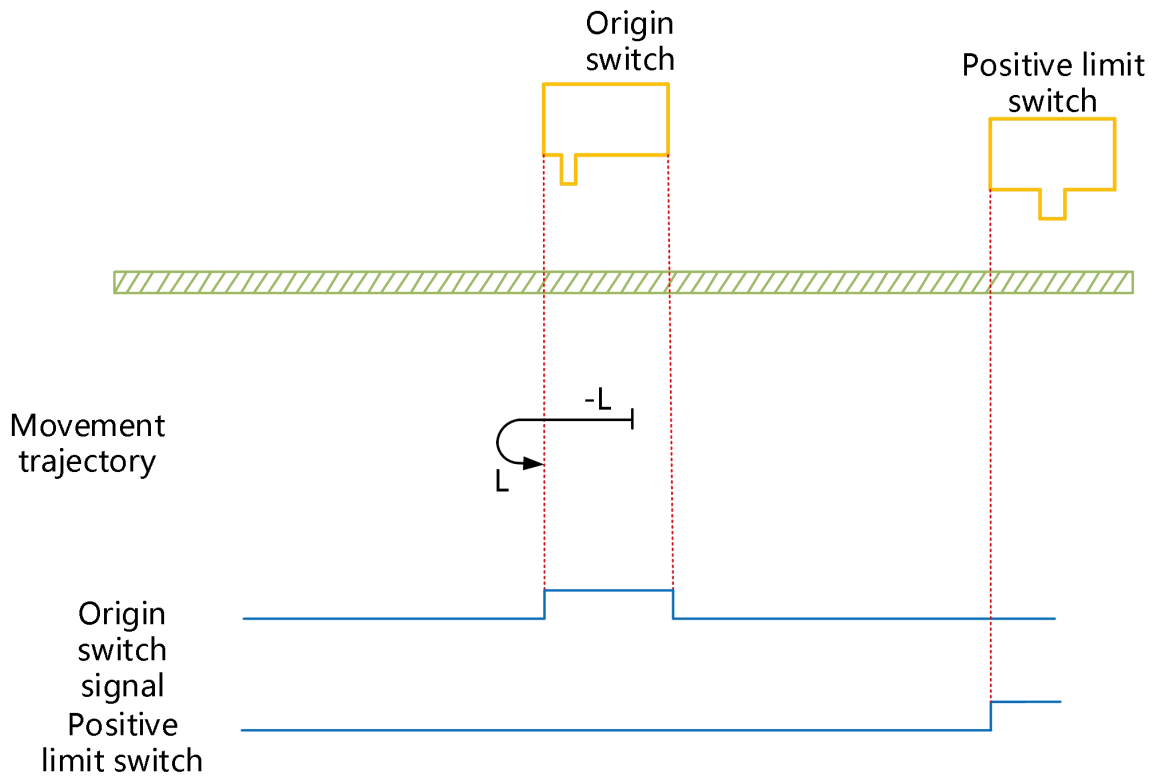 Origin
switch
Positive limit
switch
-L
Movement
trajectory
L
Origin
switch
signal
Positive
limit switch